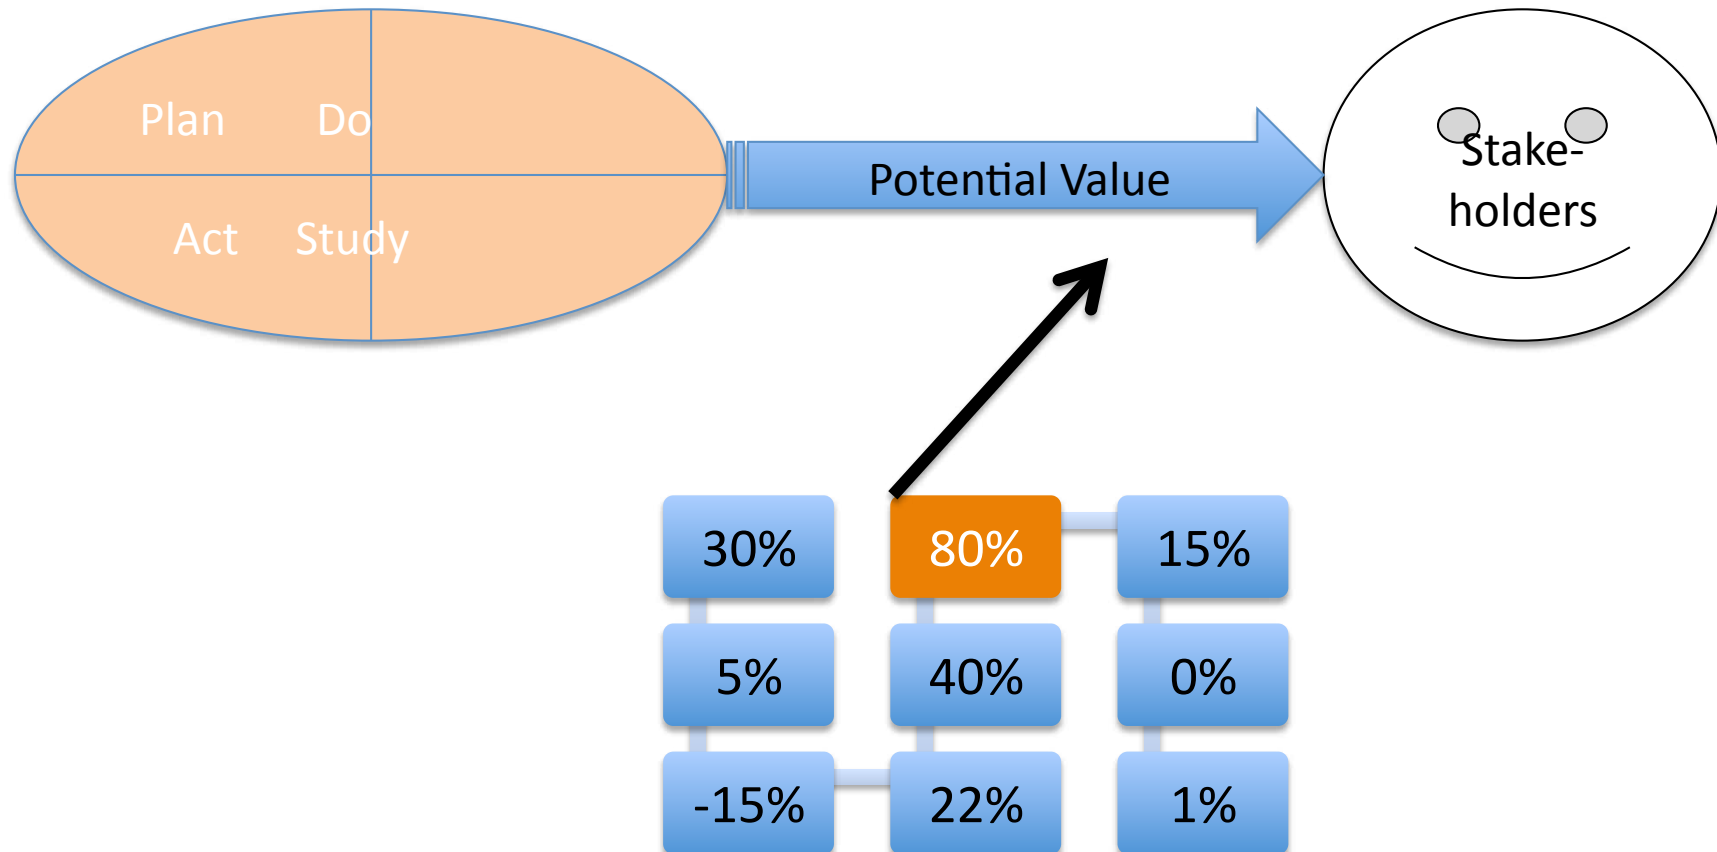 Plan Do
Act Study
Potential Value
Stake-
holders
30% 80% 15%
5% 40% 0%
-15% 22% 1%